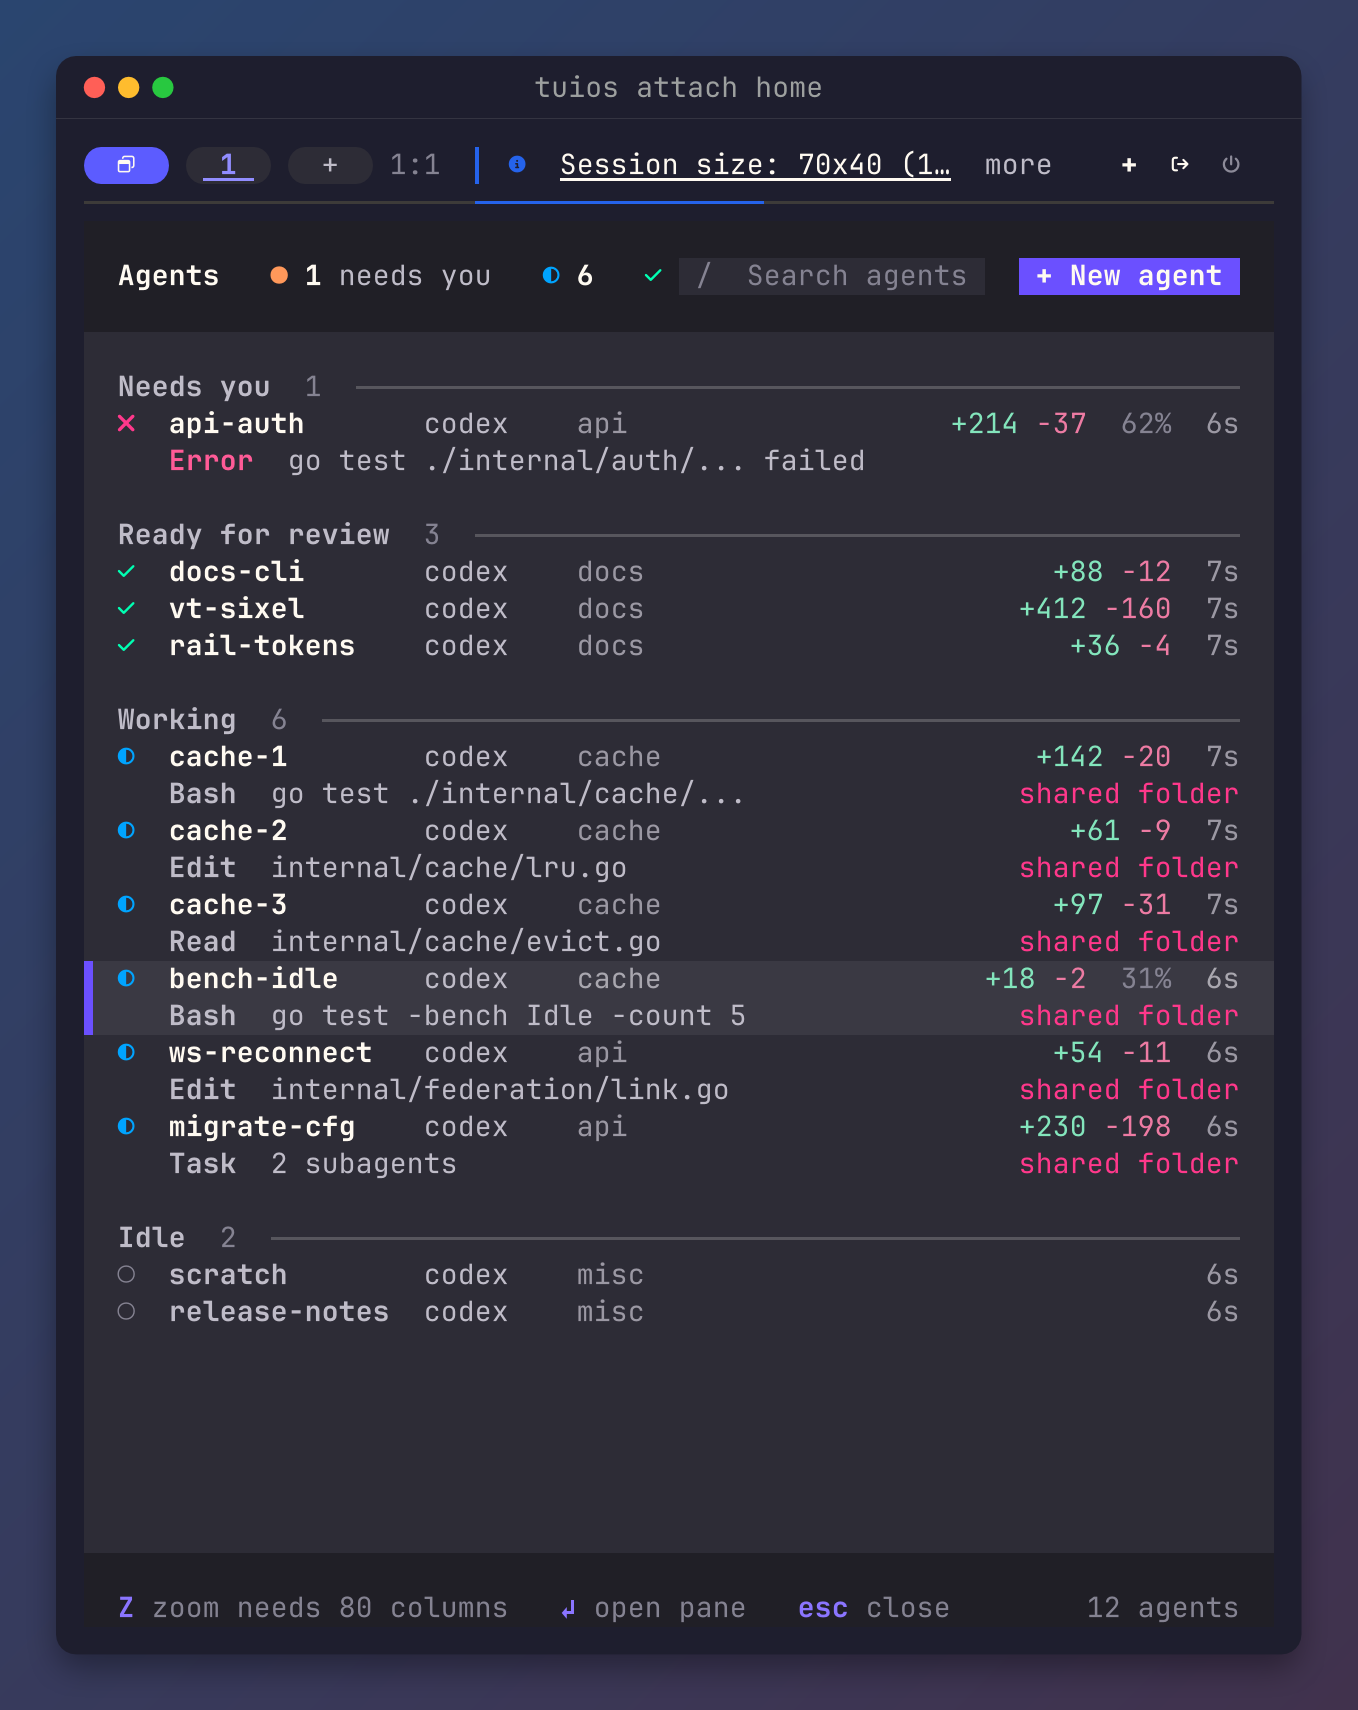 tuios attach home
1 + 1:1 Session size: 70x40 (1… more +
Agents 1 needs you 6 ✓ / Search agents + New agent
Needs you 1
✕ api-auth codex api +214 -37 62% 6s
Error go test ./internal/auth/... failed
Ready for review 3
✓ docs-cli codex docs +88 -12 7s
✓ vt-sixel codex docs +412 -160 7s
✓ rail-tokens codex docs +36 -4 7s
Working 6
cache-1 codex cache +142 -20 7s
Bash go test ./internal/cache/... shared folder
cache-2 codex cache +61 -9 7s
Edit internal/cache/lru.go shared folder
cache-3 codex cache +97 -31 7s
Read internal/cache/evict.go shared folder
bench-idle codex cache +18 -2 31% 6s
Bash go test -bench Idle -count 5 shared folder
ws-reconnect codex api +54 -11 6s
Edit internal/federation/link.go shared folder
migrate-cfg codex api +230 -198 6s
Task 2 subagents shared folder
Idle 2
scratch codex misc 6s
release-notes codex misc 6s
Z zoom needs 80 columns ↲ open pane esc close 12 agents